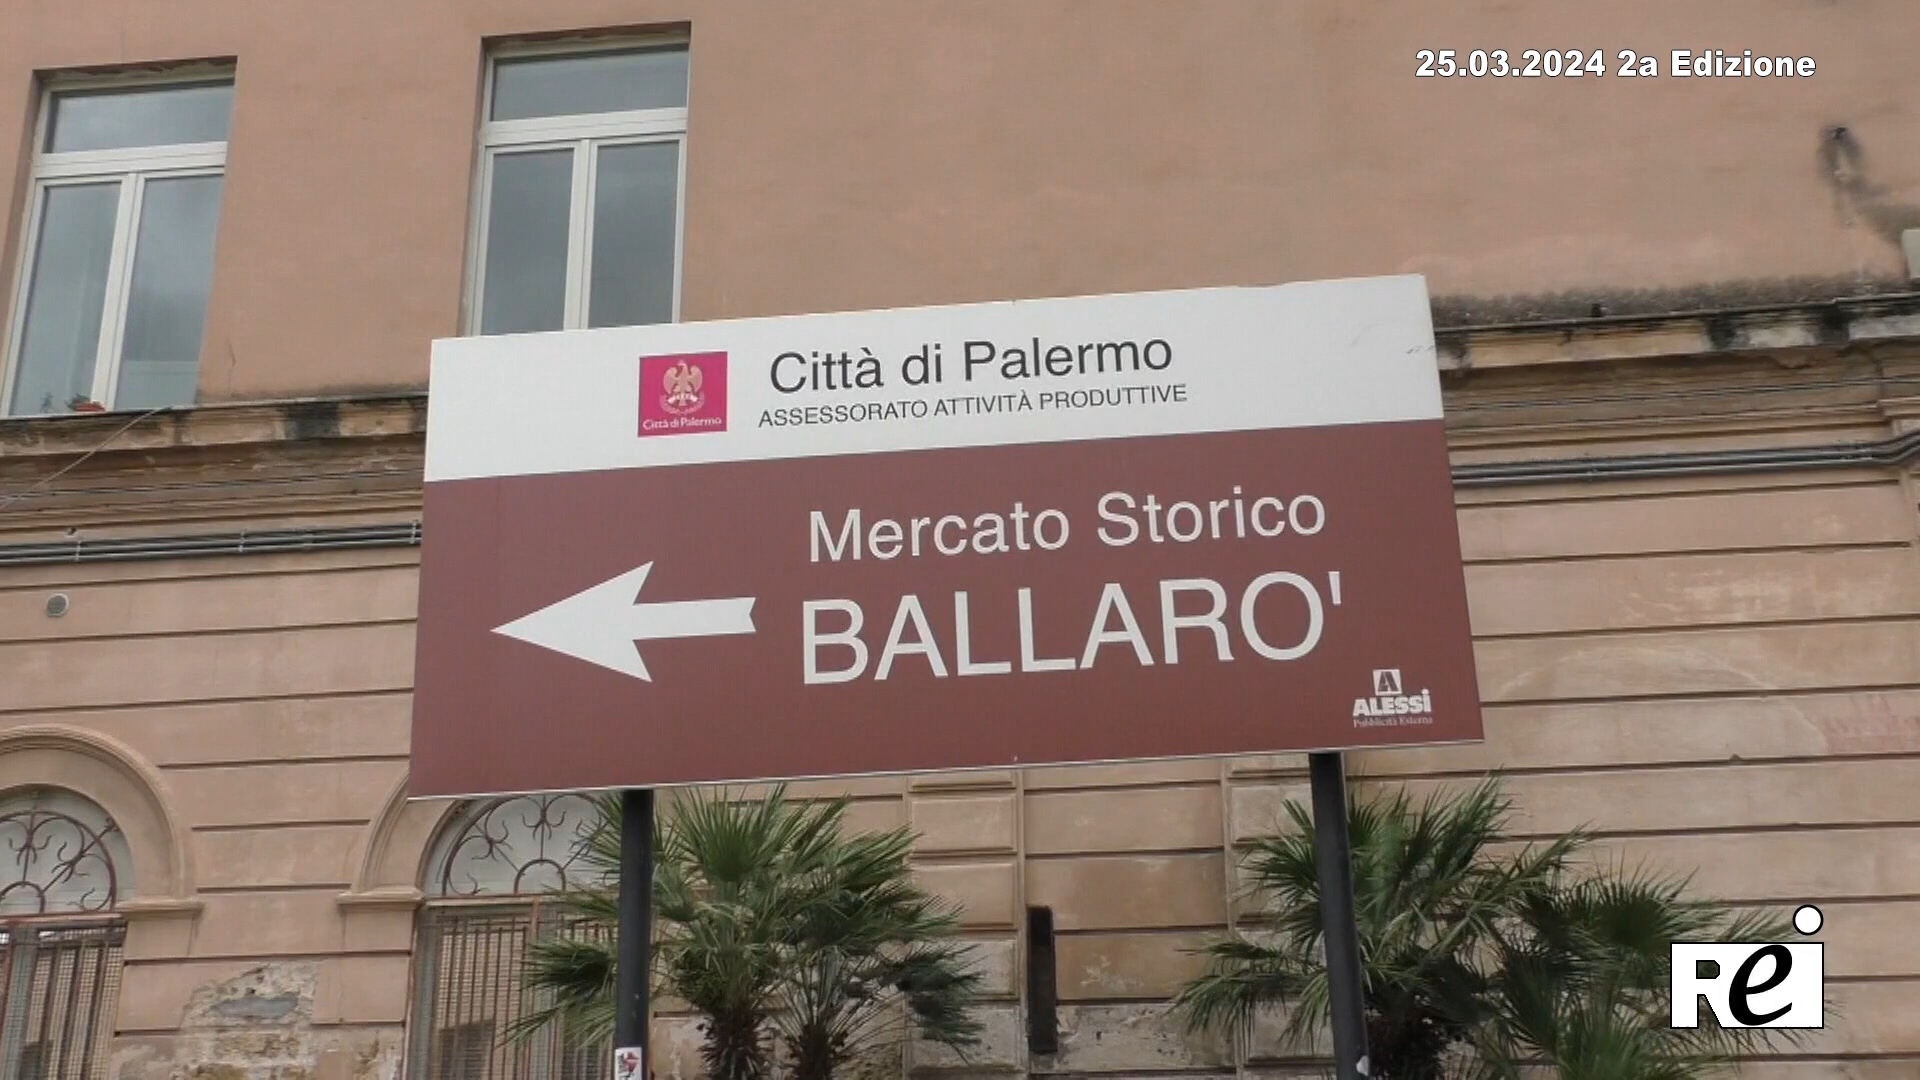 25.03.2024 2a Edizione
Città di Palermo
Città di Palermo
ASSESSORATO ATTIVITÀ PRODUTTIVE
Mercato Storico
BALLARO'
A
ALESSi
Pubblicità Esterna
Rei